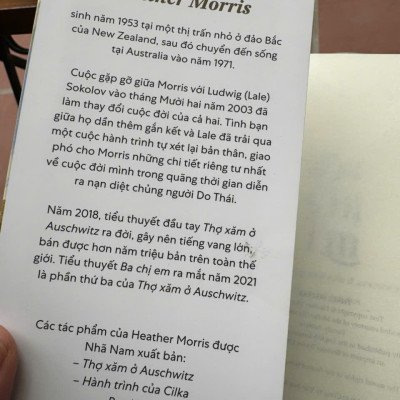 Morris
sinh năm 1953 tại một thị trấn nhỏ ở đảo Bắc
của New Zealand, sau đó chuyển đến sống
tại Australia vào năm 1971.
Cuộc gặp gỡ giữa Morris với Ludwig (Lale)
Sokolov vào tháng Mười hai năm 2003 đã
làm thay đổi cuộc đời của cả hai. Tình bạn
giữa họ dần thêm gắn kết và Lale đã trải qua
một cuộc hành trình tự xét lại bản thân, giao
phó cho Morris những chi tiết riêng tư nhất
về cuộc đời mình trong quãng thời gian diễn
ra nạn diệt chủng người Do Thái.
Năm 2018, tiểu thuyết đầu tay Thợ xăm ở
Auschwitz ra đời, gây nên tiếng vang lớn,
bán được hơn năm triệu bản trên toàn thế
giới. Tiểu thuyết Ba chị em ra mắt năm 2021
là phần thứ ba của Thợ xăm ở Auschwitz.
Các tác phẩm của Heather Morris được
Nhã Nam xuất bản:
– Thợ xăm ở Auschwitz
– Hành trình của Cilka